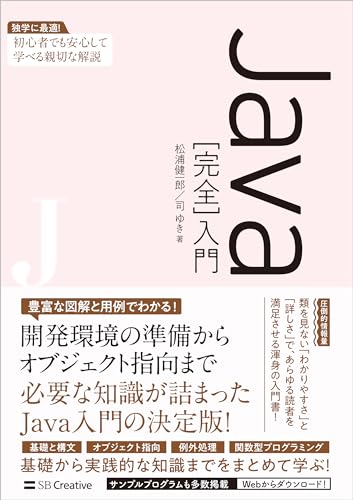 独学に最適!
初心者でも安心して
学べる親切な解説
Java
[完全]入門
松浦健一郎/司 ゆき 著
J
圧倒的情報量
類を見ない「わかりやすさ」と
「詳しさ」で、あらゆる読者を
満足させる渾身の入門書!
豊富な図解と用例でわかる!
開発環境の準備から
オブジェクト指向まで
必要な知識が詰まった
Java入門の決定版!
基礎と構文 オブジェクト指向 例外処理 関数型プログラミング
基礎から実践的な知識までをまとめて学ぶ!
SB Creative サンプルプログラムも多数掲載 Webからダウンロード!